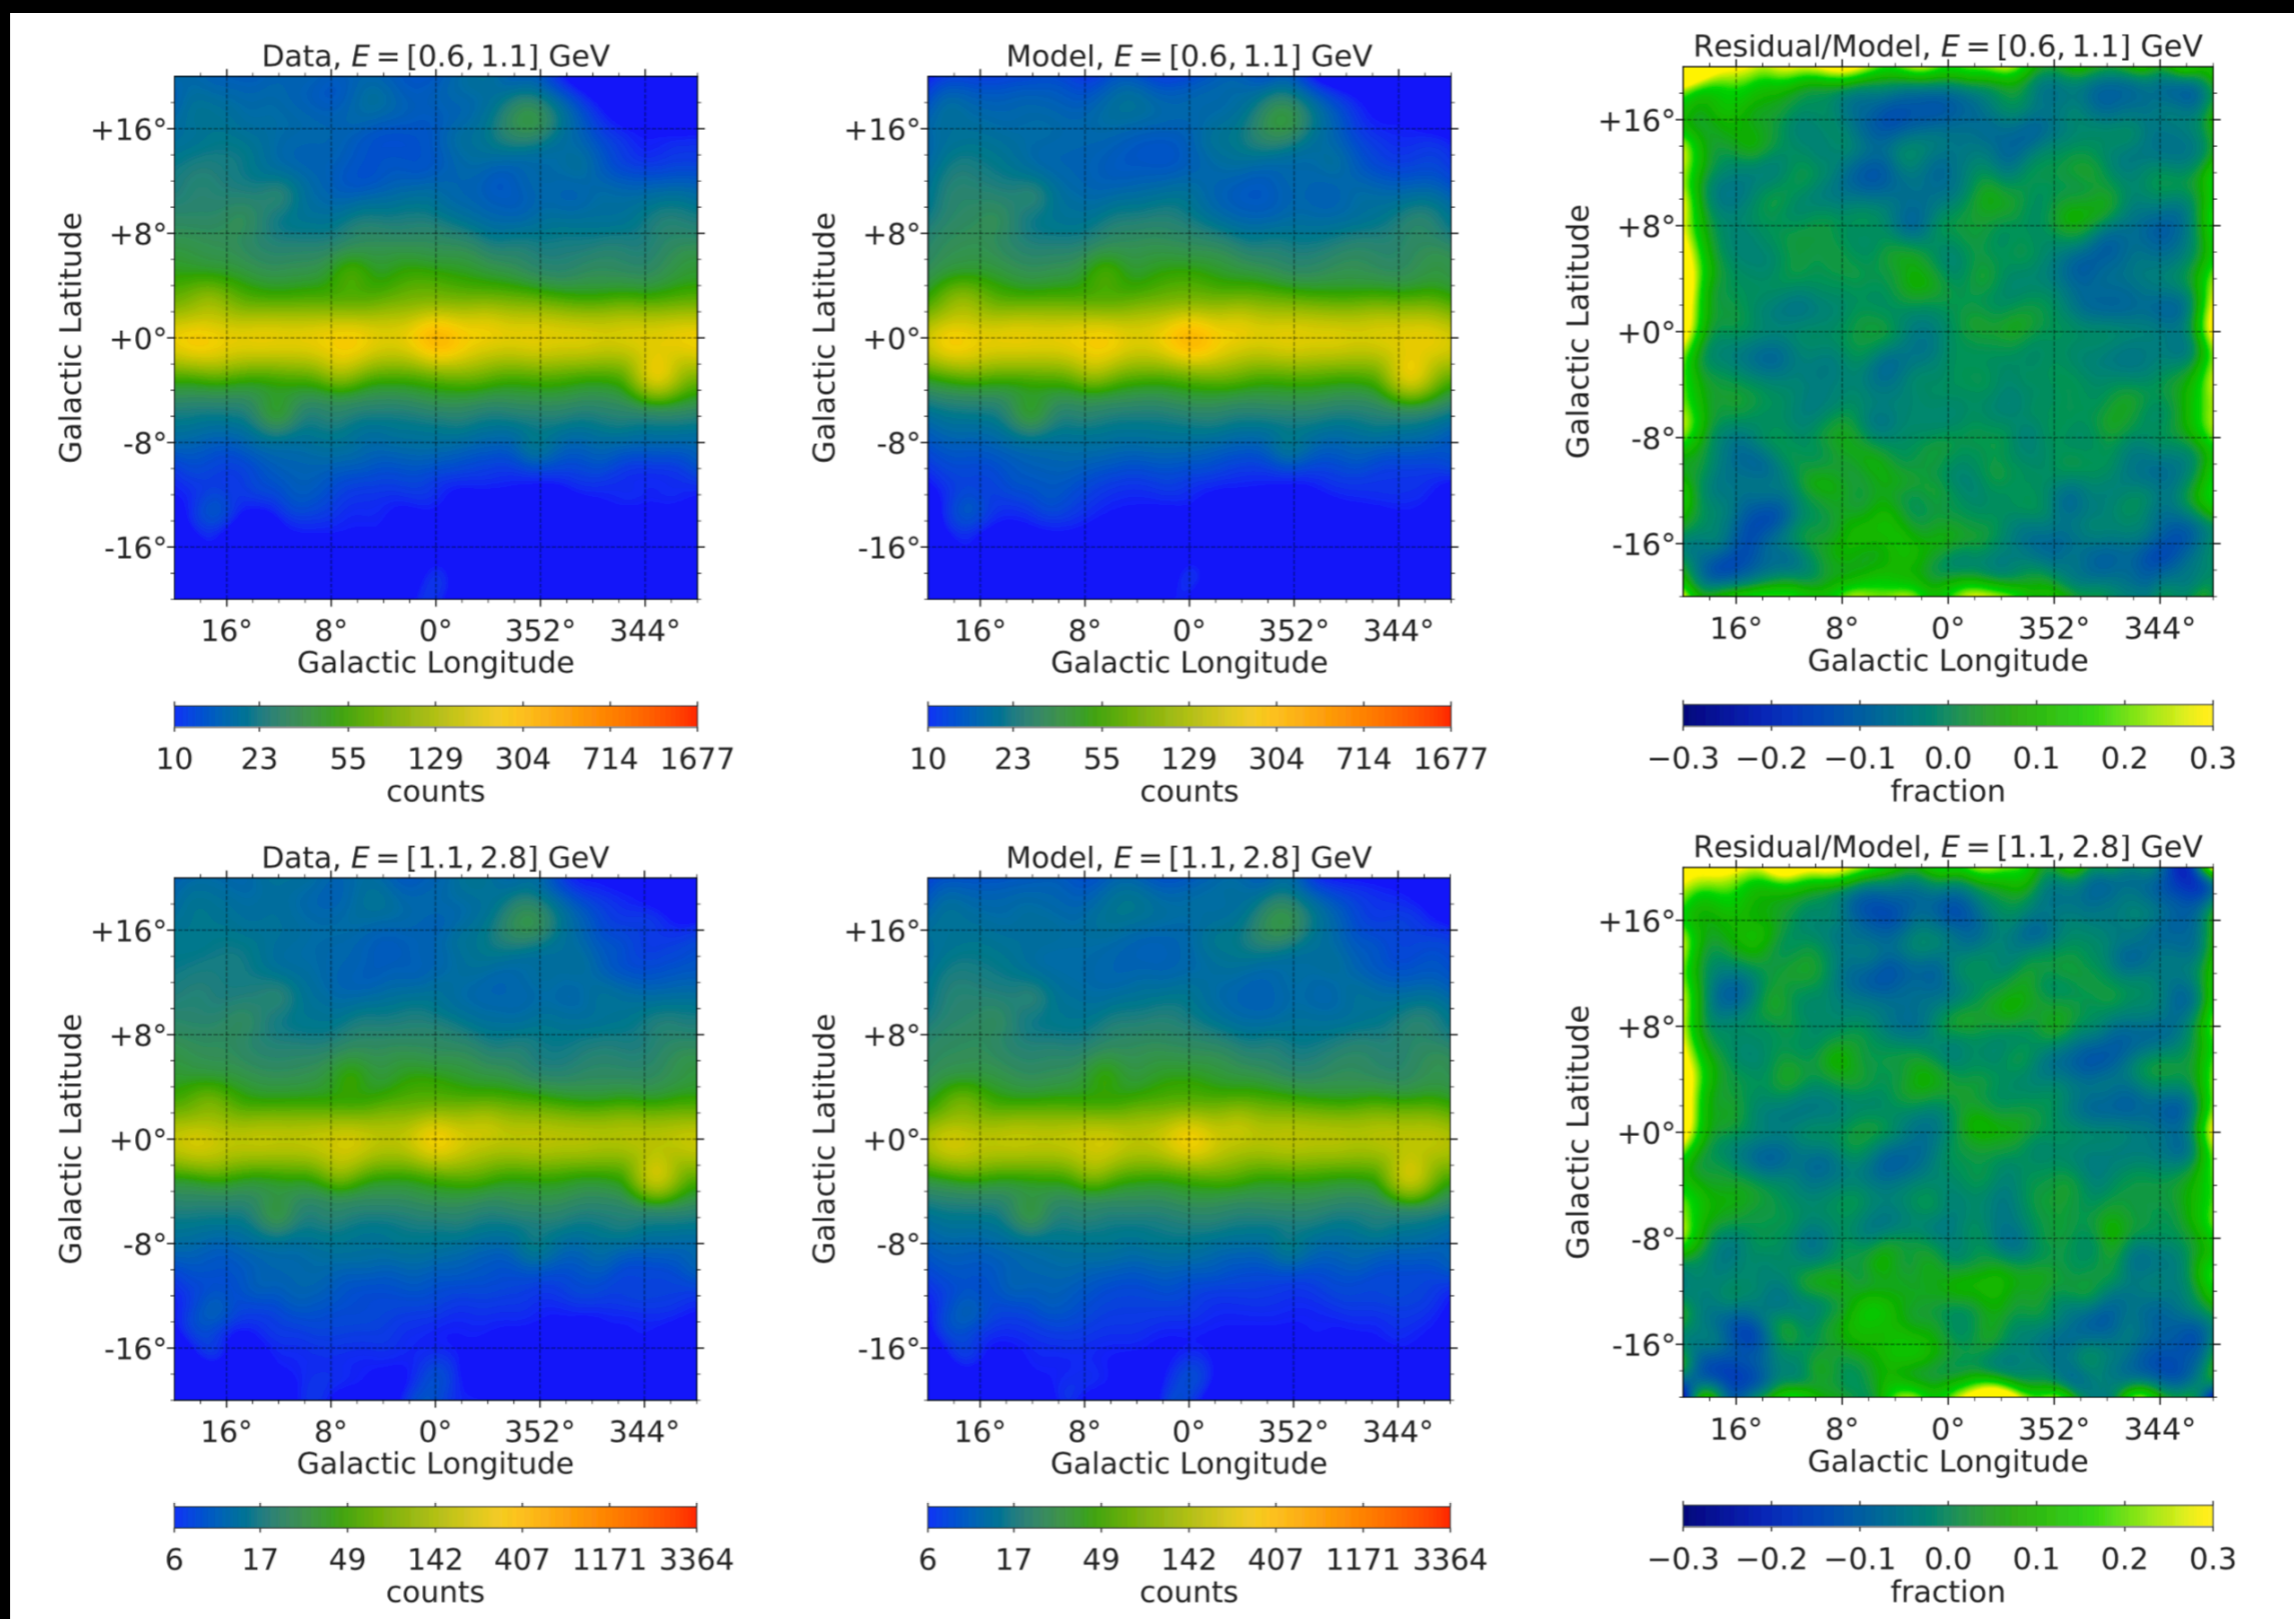 Data, E = [0.6, 1.1] GeV
Model, E = [0.6, 1.1] GeV
Residual/Model, E = [0.6, 1.1] GeV
Galactic Latitude
+16°
+8°
+0°
-8°
-16°
16° 8° 0° 352° 344°
Galactic Longitude
10 23 55 129 304 714 1677
counts
Galactic Latitude
+16°
+8°
+0°
-8°
-16°
16° 8° 0° 352° 344°
Galactic Longitude
10 23 55 129 304 714 1677
counts
Galactic Latitude
+16°
+8°
+0°
-8°
-16°
16° 8° 0° 352° 344°
Galactic Longitude
−0.3 −0.2 −0.1 0.0 0.1 0.2 0.3
fraction
Data, E = [1.1, 2.8] GeV
Model, E = [1.1, 2.8] GeV
Residual/Model, E = [1.1, 2.8] GeV
Galactic Latitude
+16°
+8°
+0°
-8°
-16°
16° 8° 0° 352° 344°
Galactic Longitude
6 17 49 142 407 1171 3364
counts
Galactic Latitude
+16°
+8°
+0°
-8°
-16°
16° 8° 0° 352° 344°
Galactic Longitude
6 17 49 142 407 1171 3364
counts
Galactic Latitude
+16°
+8°
+0°
-8°
-16°
16° 8° 0° 352° 344°
Galactic Longitude
−0.3 −0.2 −0.1 0.0 0.1 0.2 0.3
fraction